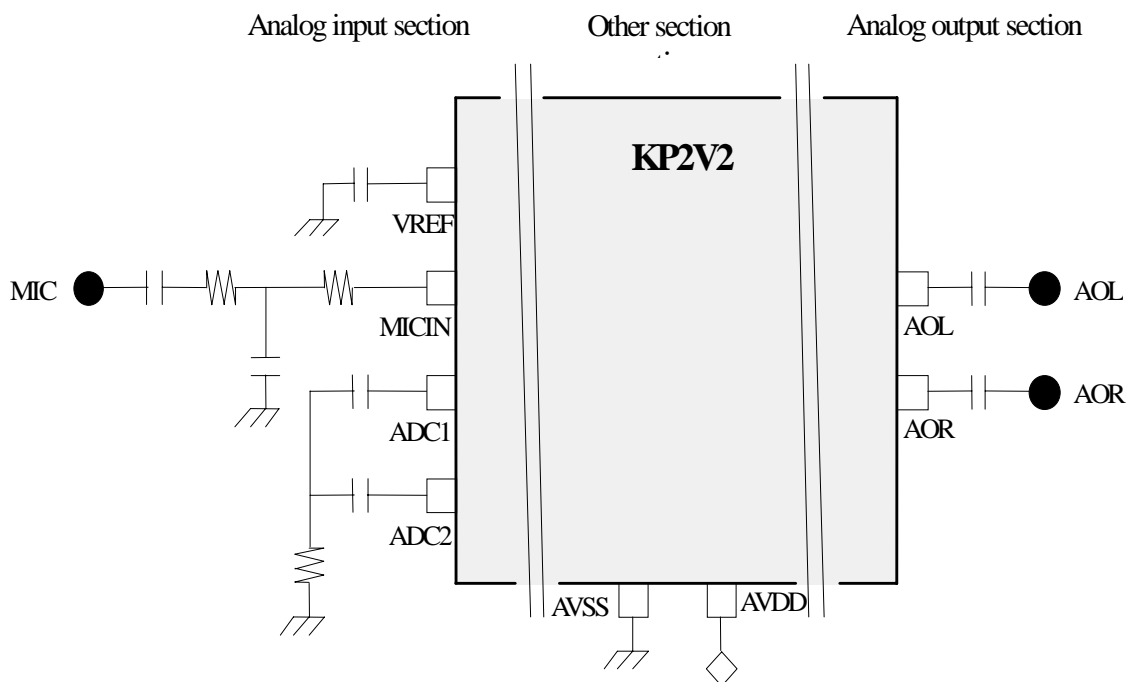 Analog input section
Other section
Analog output section
KP2V2
VREF
MIC
MICIN
AOL
AOL
ADC1
AOR
AOR
ADC2
AVSS
AVDD